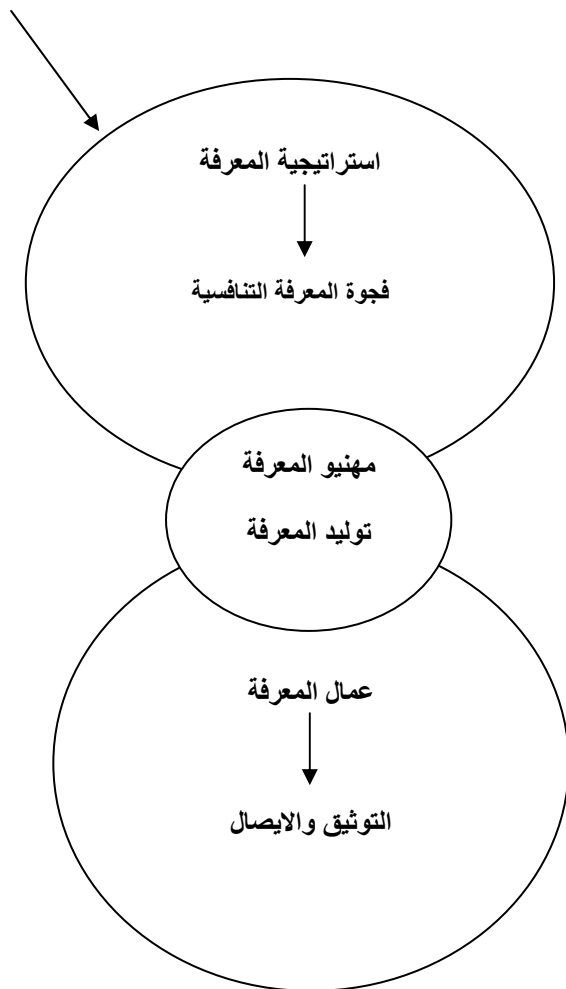 استراتيجية المعرفة
فجوة المعرفة التنافسية
مهنيو المعرفة
توليد المعرفة
عمال المعرفة
التوثيق والايصال